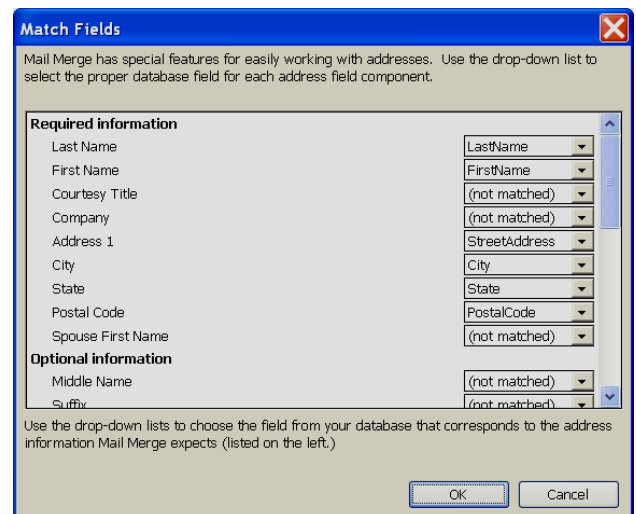 Match Fields
Mail Merge has special features for easily working with addresses. Use the drop-down list to
select the proper database field for each address field component.
Required information
Last Name LastName
First Name FirstName
Courtesy Title (not matched)
Company (not matched)
Address 1 StreetAddress
City City
State State
Postal Code PostalCode
Spouse First Name (not matched)
Optional information
Middle Name (not matched)
Suffix (not matched)
Use the drop-down lists to choose the field from your database that corresponds to the address
information Mail Merge expects (listed on the left.)
OK Cancel